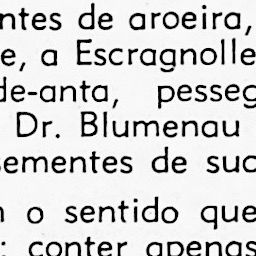 ntes de aroeira,
e, a Escragnolle
de-anta, pesseg
Dr. Blumenau
sementes de suc
o sentido que
: conter apenas